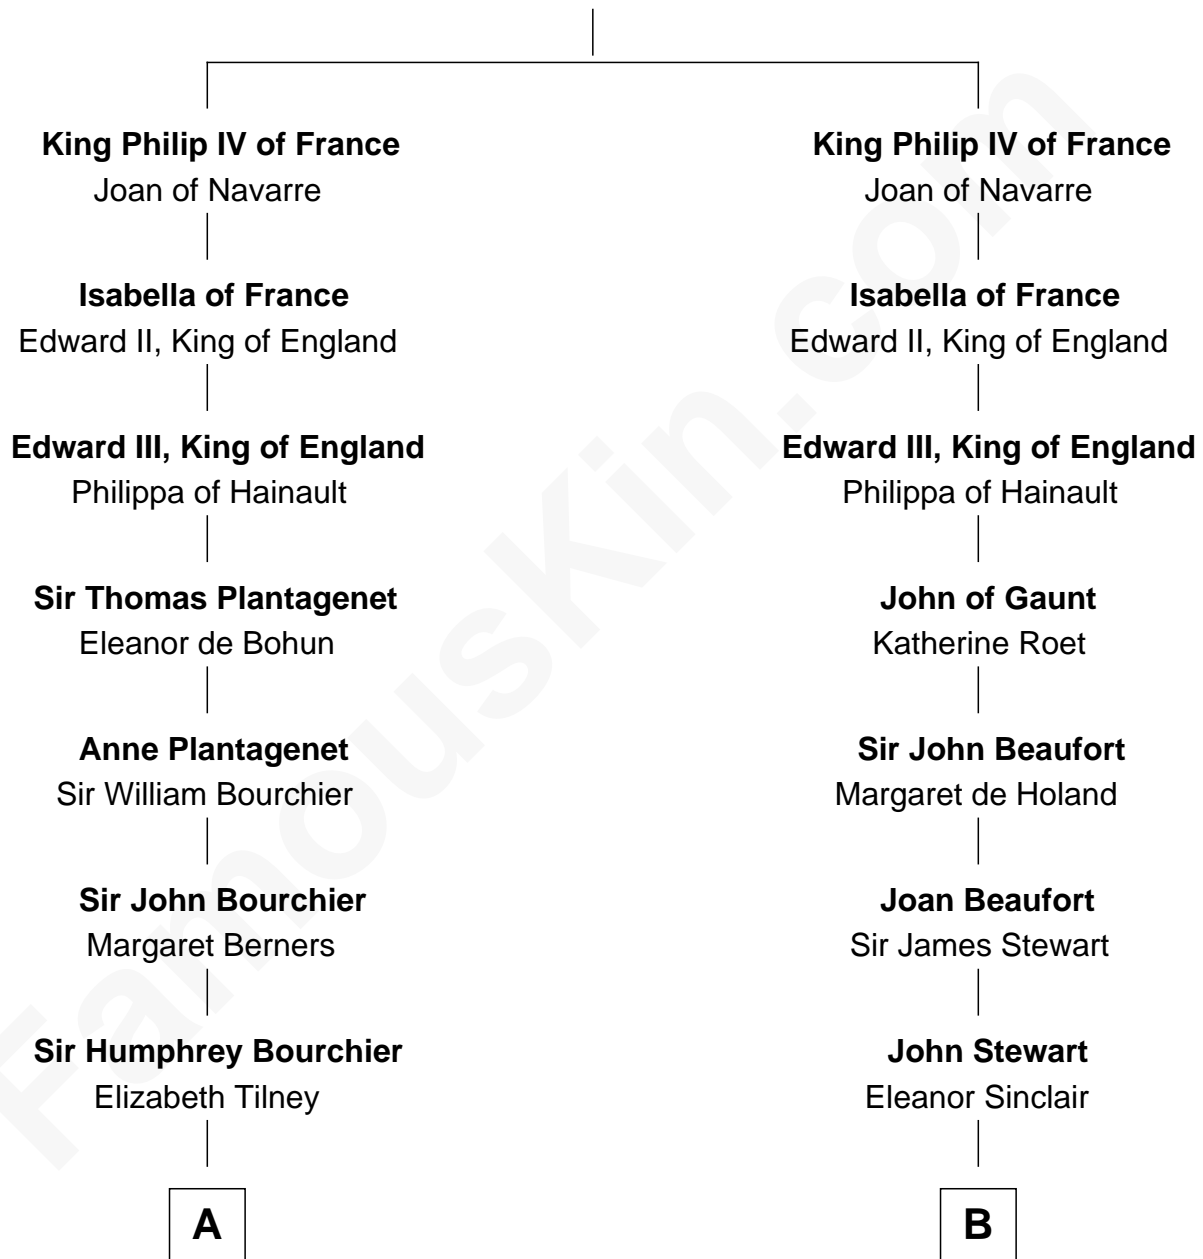 King Philip IV of France
Joan of Navarre
Isabella of France
Edward II, King of England
Edward III, King of England
Philippa of Hainault
Sir Thomas Plantagenet
Eleanor de Bohun
Anne Plantagenet
Sir William Bourchier
Sir John Bourchier
Margaret Berners
Sir Humphrey Bourchier
Elizabeth Tilney
A
King Philip IV of France
Joan of Navarre
Isabella of France
Edward II, King of England
Edward III, King of England
Philippa of Hainault
John of Gaunt
Katherine Roet
Sir John Beaufort
Margaret de Holand
Joan Beaufort
Sir James Stewart
John Stewart
Eleanor Sinclair
B
FamousKin.com